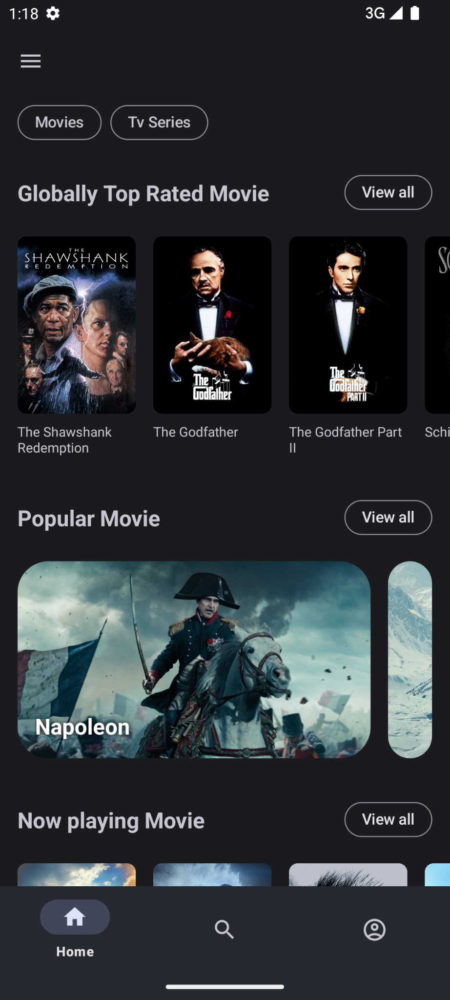 1:18
3G
Movies
Tv Series
Globally Top Rated Movie
View all
THE
SHAWSHANK
REDEMPTION
The
Godfather
The
Godfather
PART II
The Shawshank
Redemption
The Godfather
The Godfather Part
II
Schi
Popular Movie
View all
Napoleon
Now playing Movie
View all
Home